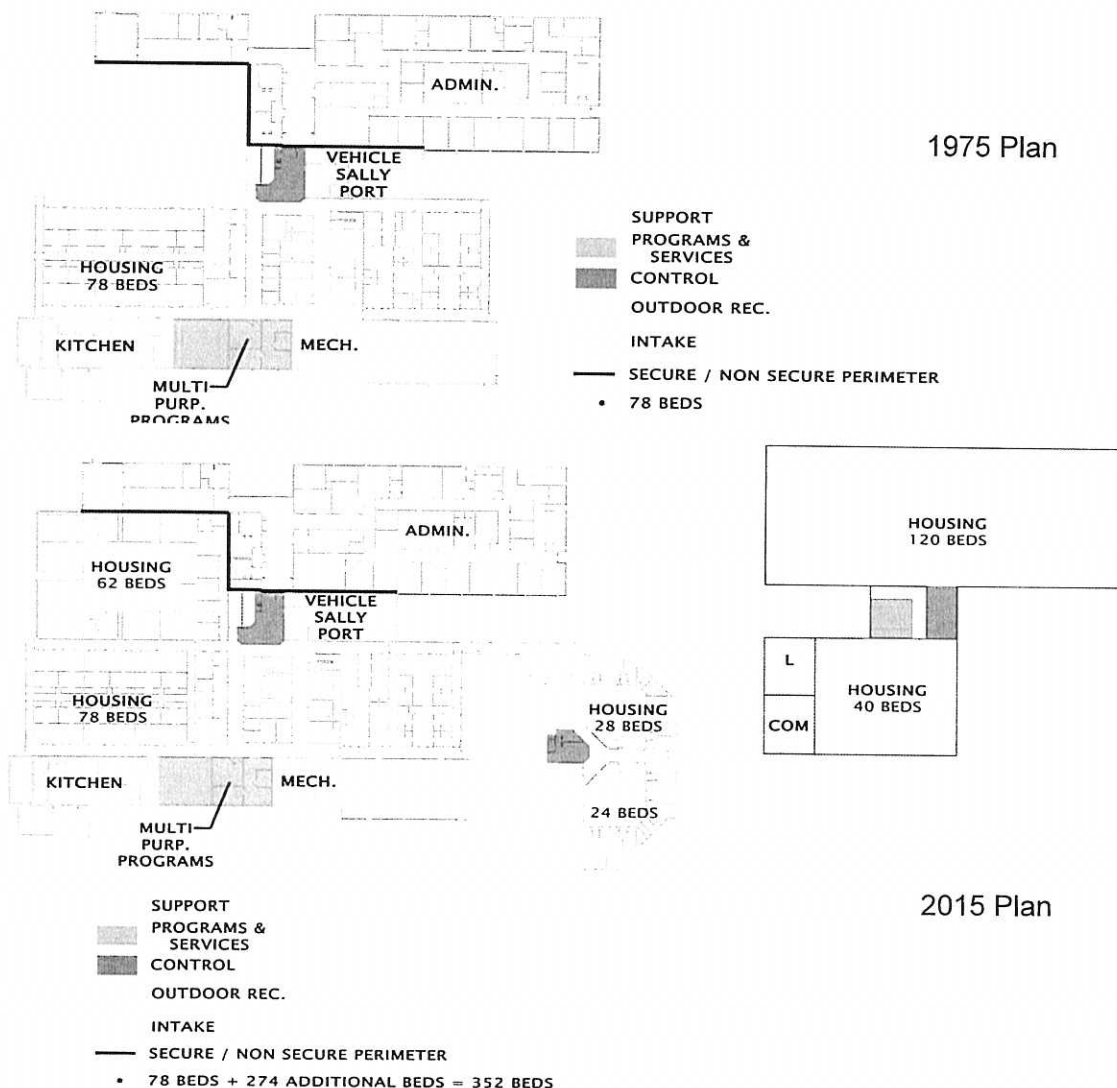 ADMIN.
VEHICLE
SALLY
PORT
HOUSING
78 BEDS
KITCHEN
MECH.
MULTI
PURP.
PROGRAMS
1975 Plan
SUPPORT
PROGRAMS &
SERVICES
CONTROL
OUTDOOR REC.
INTAKE
SECURE / NON SECURE PERIMETER
• 78 BEDS
ADMIN.
HOUSING
62 BEDS
VEHICLE
SALLY
PORT
HOUSING
78 BEDS
KITCHEN
MECH.
MULTI
PURP.
PROGRAMS
HOUSING
28 BEDS
24 BEDS
HOUSING
120 BEDS
L
COM
HOUSING
40 BEDS
2015 Plan
SUPPORT
PROGRAMS &
SERVICES
CONTROL
OUTDOOR REC.
INTAKE
SECURE / NON SECURE PERIMETER
• 78 BEDS + 274 ADDITIONAL BEDS = 352 BEDS